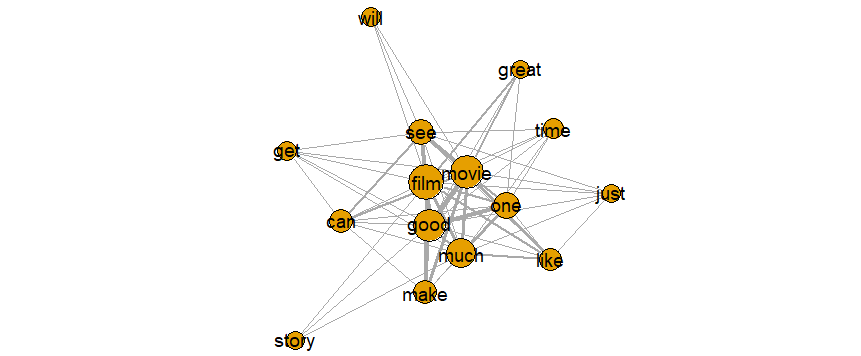 will
great
see
time
get
movie
film
just
one
can
good
much
like
make
story